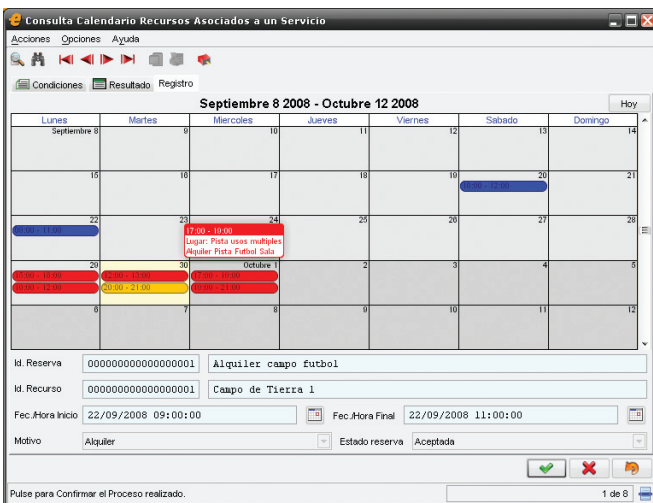 Consulta Calendario Recursos Asociados a un Servicio
Acciones Opciones Ayuda
Condiciones Resultado Registro
Septiembre 8 2008 - Octubre 12 2008 Hoy
Lunes Martes Miercoles Jueves Viernes Sabado Domingo
Septiembre 8 9 10 11 12 13 14
15 16 17 18 19 20 21
10:00 - 12:00
22 23 24 25 26 27 28
09:00 - 11:00 17:00 - 19:00
Lugar: Pista usos multiples
Alquiler Pista Futbol Sala
29 30 Octubre 1 2 3 4 5
12:00 - 13:00 17:00 - 19:00
10:00 - 12:00 20:00 - 21:00 19:00 - 21:00
6 7 8 9 10 11 12
Id. Reserva 000000000000000001 Alquiler campo futbol
Id. Recurso 000000000000000001 Campo de Tierra 1
Fec./Hora Inicio 22/09/2008 09:00:00 Fec./Hora Final 22/09/2008 11:00:00
Motivo Alquiler Estado reserva Aceptada
Pulse para Confirmar el Proceso realizado. 1 de 8